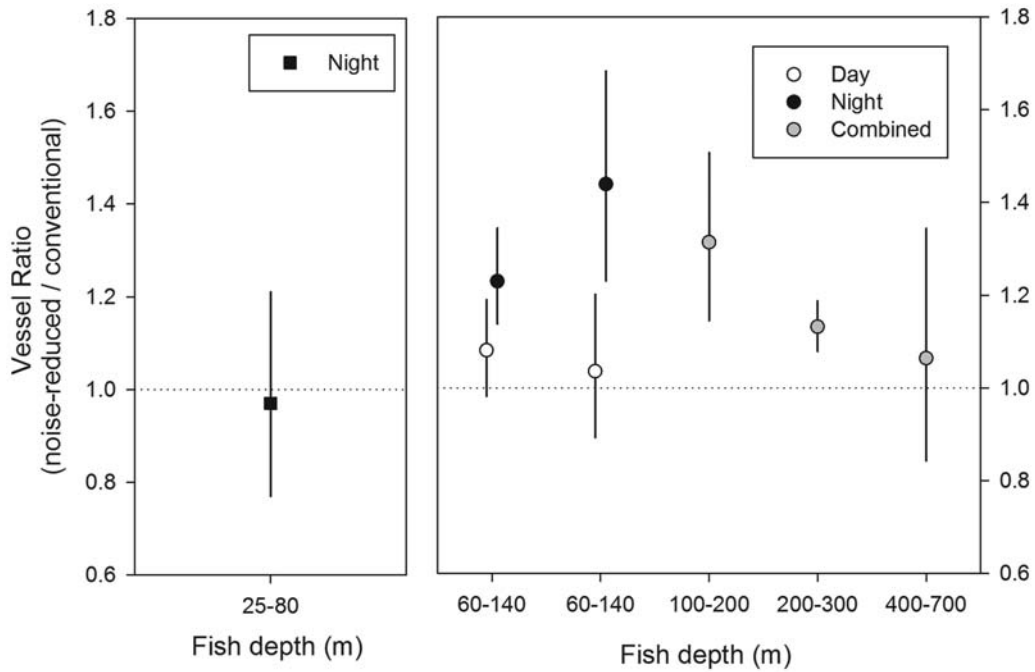 Vessel Ratio
(noise-reduced / conventional)
1.8
1.6
1.4
1.2
1.0
0.8
0.6
Night
25-80
Fish depth (m)
Day
Night
Combined
1.8
1.6
1.4
1.2
1.0
0.8
0.6
60-140 60-140 100-200 200-300 400-700
Fish depth (m)